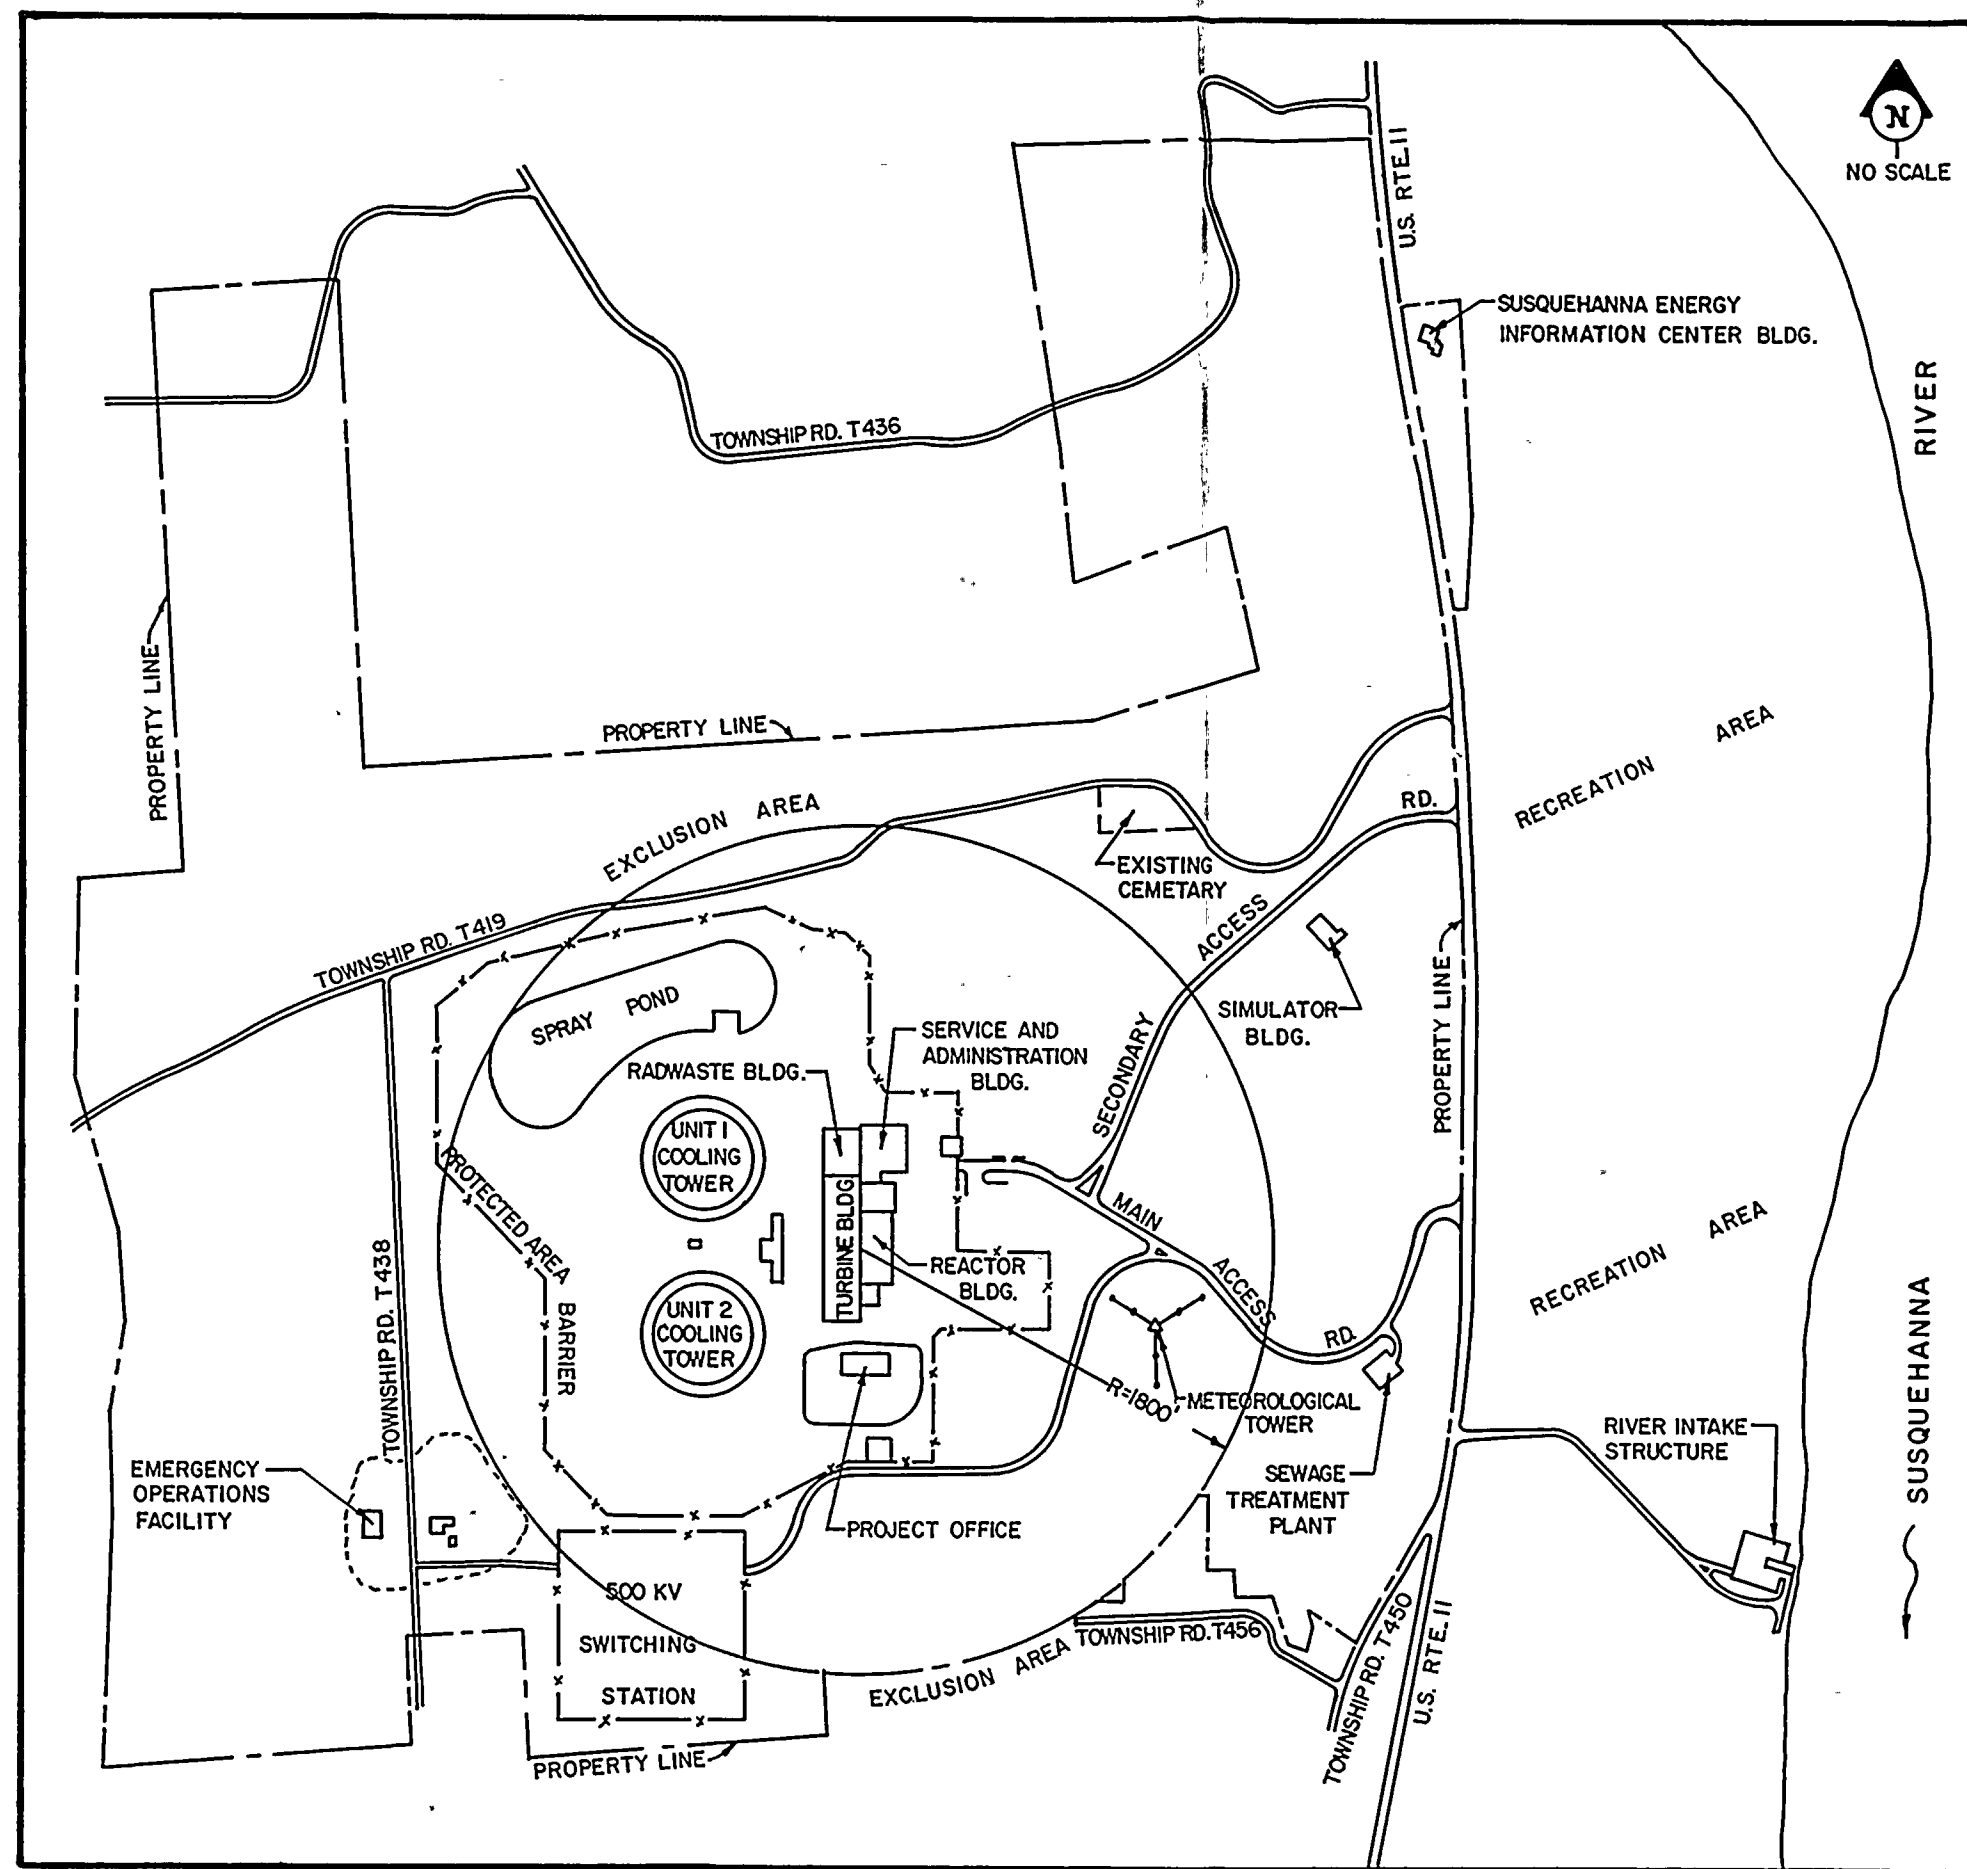 N
NO SCALE
U.S. RTE.11
SUSQUEHANNA ENERGY
INFORMATION CENTER BLDG.
RIVER
TOWNSHIP RD. T436
PROPERTY LINE
PROPERTY LINE
RECREATION AREA
EXCLUSION AREA
RD.
EXISTING
CEMETARY
ACCESS
TOWNSHIP RD. T419
SPRAY POND
SIMULATOR
BLDG.
PROPERTY LINE
SERVICE AND
ADMINISTRATION
BLDG.
RADWASTE BLDG.
SECONDARY
UNIT 1
COOLING
TOWER
PROTECTED AREA
BARRIER
TURBINE BLDG.
MAIN
ACCESS
RD.
RECREATION AREA
REACTOR
BLDG.
TOWNSHIP RD. T438
UNIT 2
COOLING
TOWER
R=1800'
METEOROLOGICAL
TOWER
RIVER INTAKE
STRUCTURE
SUSQUEHANNA
EMERGENCY
OPERATIONS
FACILITY
SEWAGE
TREATMENT
PLANT
PROJECT OFFICE
500 KV
SWITCHING
STATION
TOWNSHIP RD. T456
EXCLUSION AREA
TOWNSHIP RD. T450
U.S. RTE.11
PROPERTY LINE